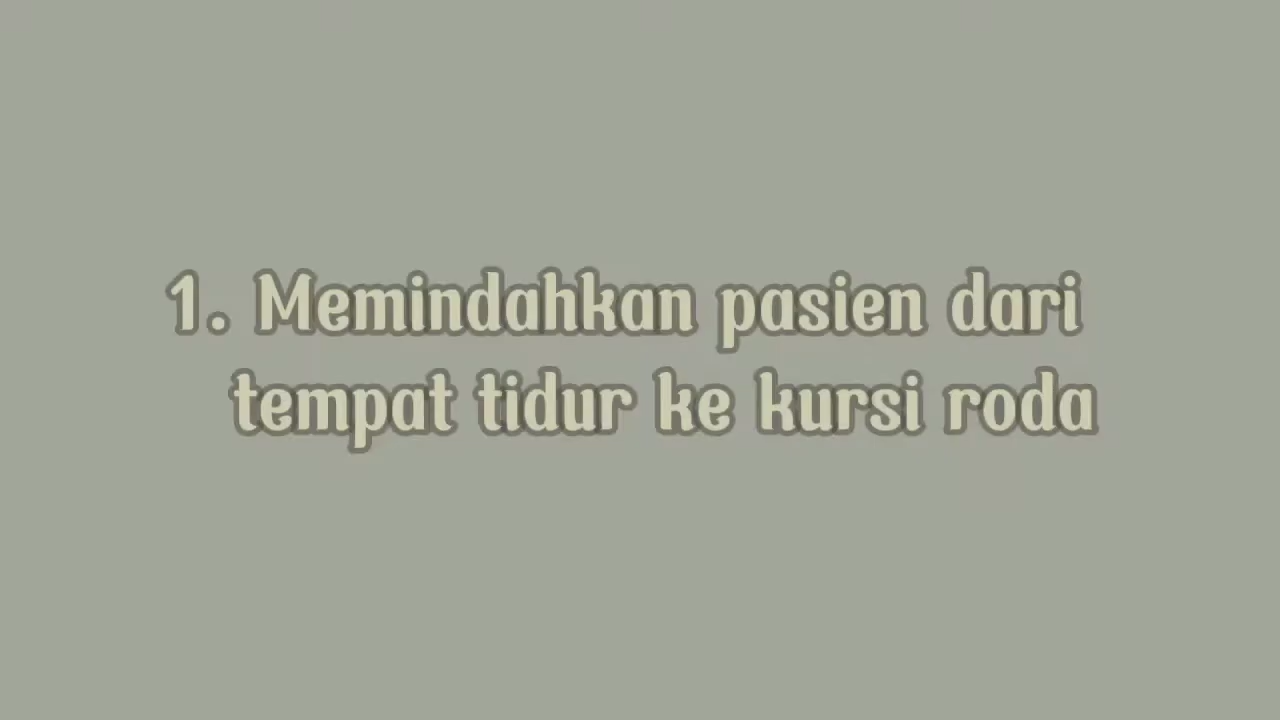 1. Memindahkan pasien dari
tempat tidur ke kursi roda